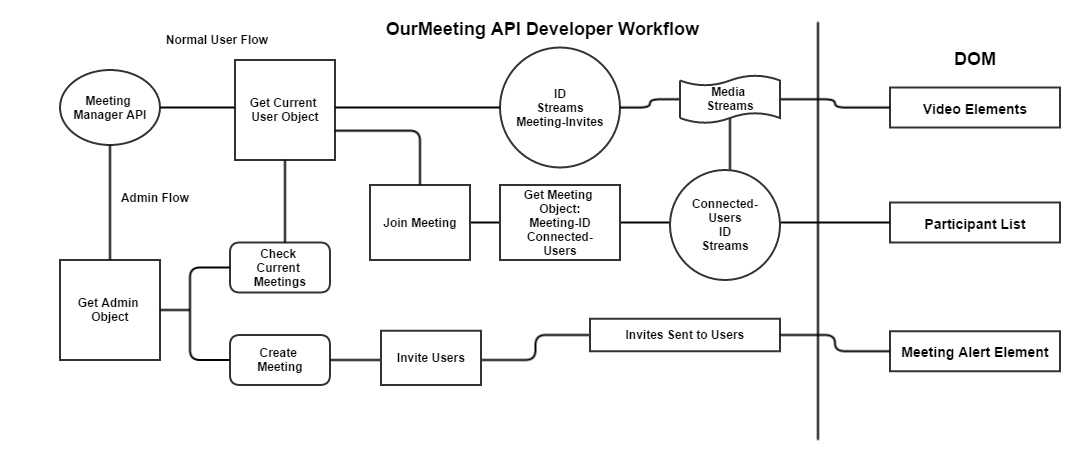 OurMeeting API Developer Workflow
Normal User Flow
DOM
Meeting
Manager API
Get Current
User Object
ID
Streams
Meeting-Invites
Media
Streams
Video Elements
Admin Flow
Join Meeting
Get Meeting
Object:
Meeting-ID
Connected-
Users
Connected-
Users
ID
Streams
Participant List
Check
Current
Meetings
Get Admin
Object
Create
Meeting
Invite Users
Invites Sent to Users
Meeting Alert Element